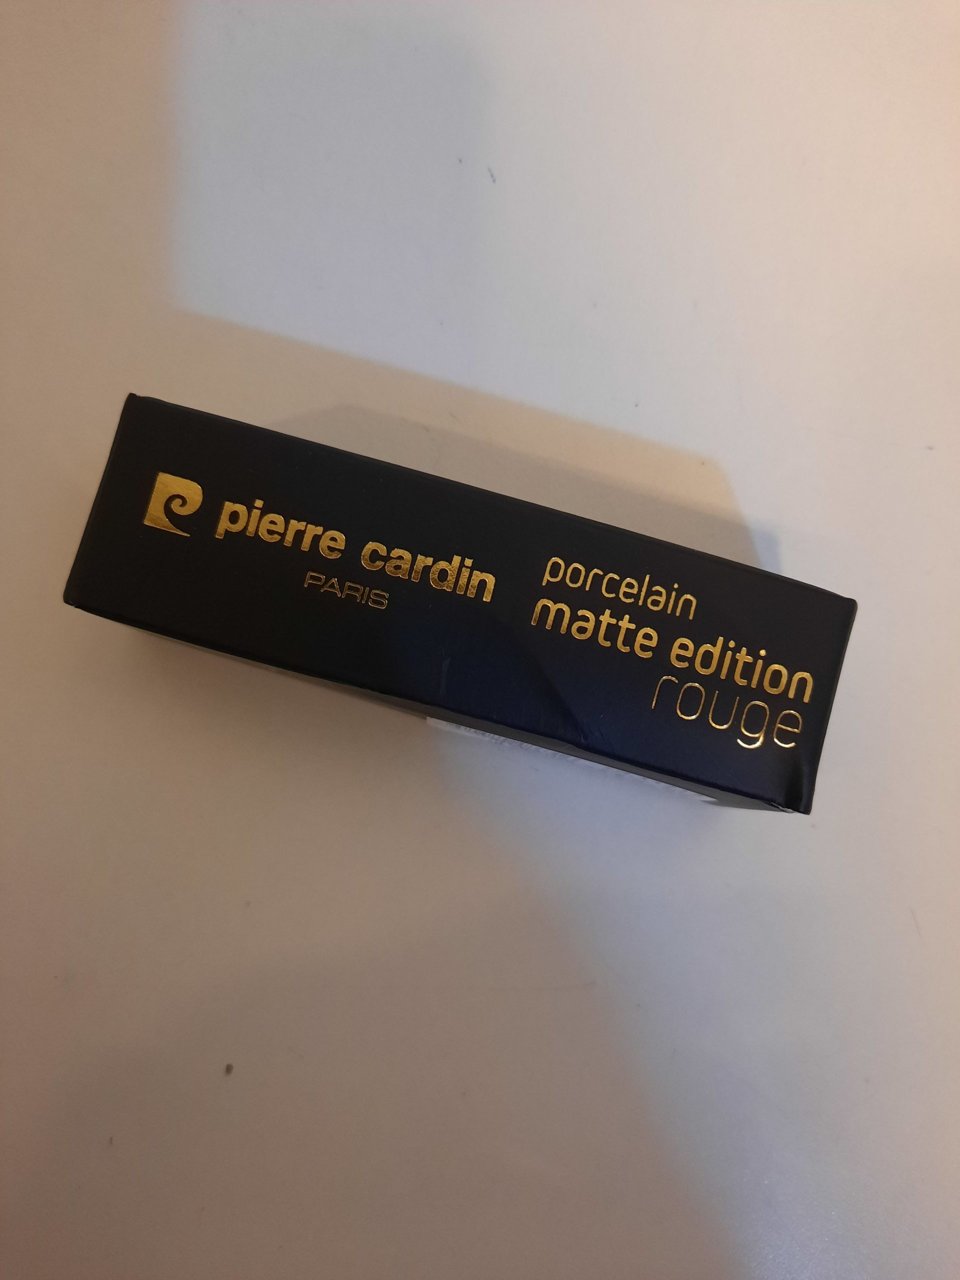 pierre cardin
PARIS
porcelain
matte edition
rouge